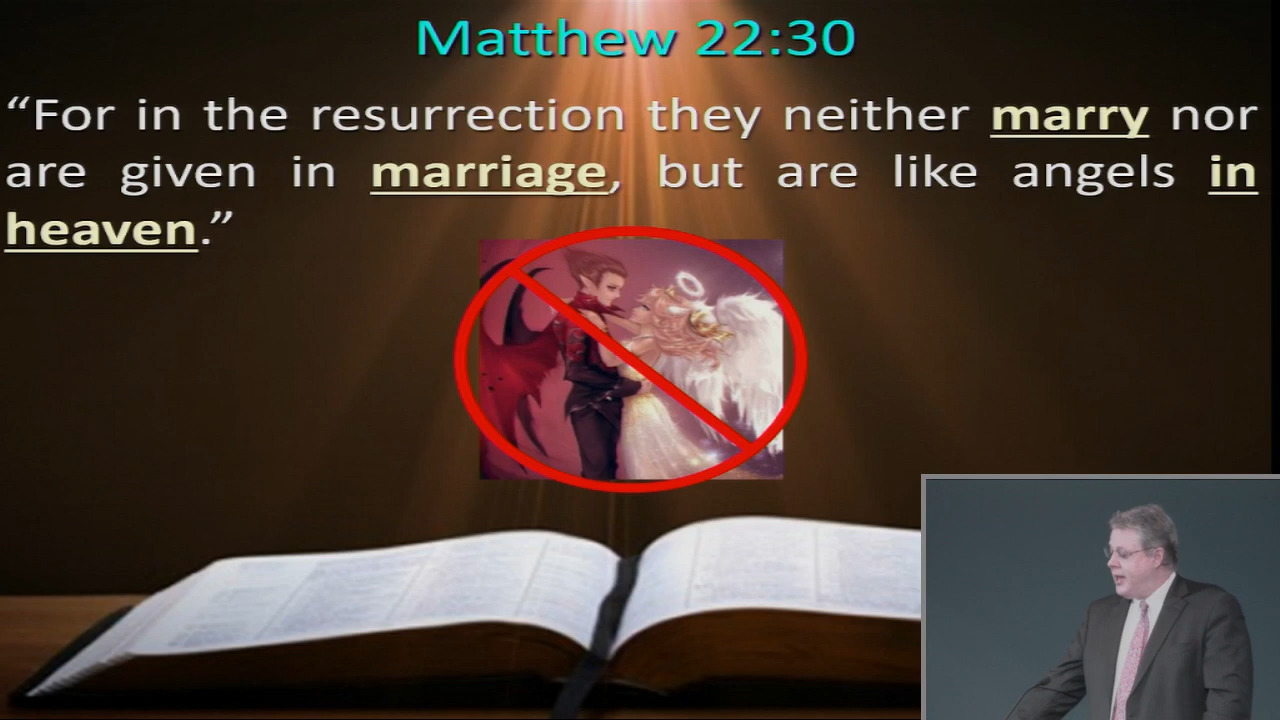 Matthew 22:30
“For in the resurrection they neither marry nor
are given in marriage, but are like angels in
heaven.”